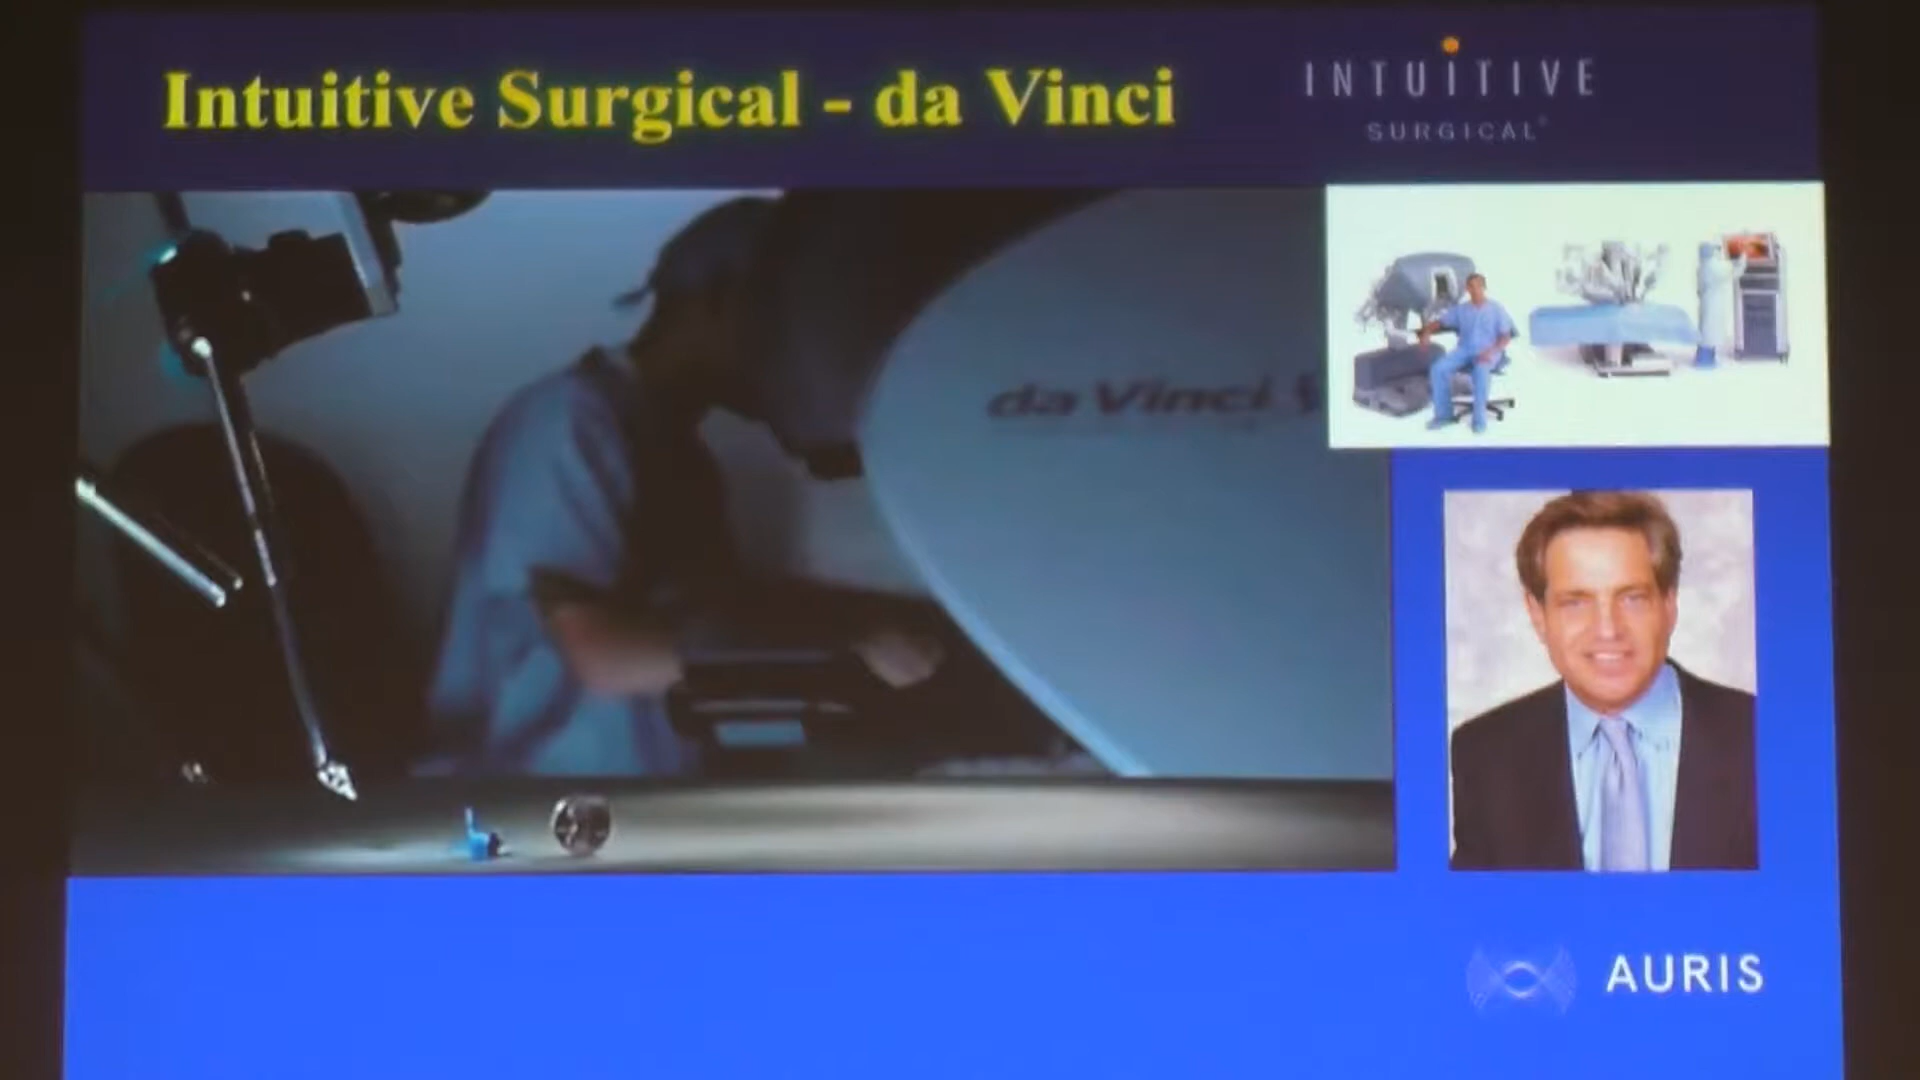 Intuitive Surgical - da Vinci
INTUITIVE
SURGICAL®
da Vinci
AURIS